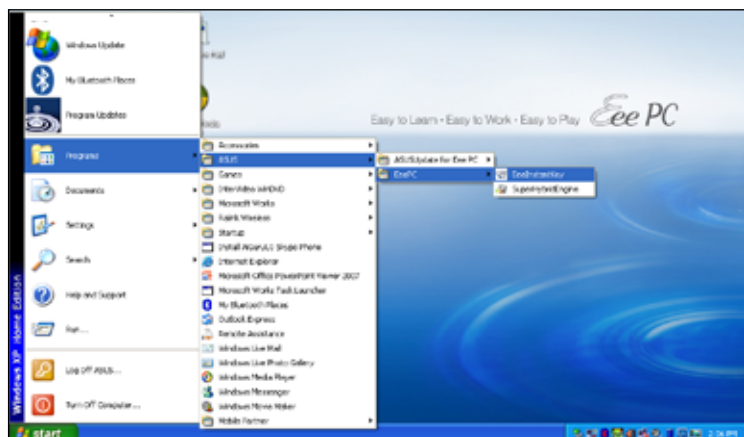 Windows Update
My Bluetooth Places
Program Updates
Programs
Documents
Settings
Search
Help and Support
Run...
Log Off ASUS...
Turn Off Computer...
Windows XP Home Edition
start
Accessories
ASUS
Games
InterVideo WinDVD
Microsoft Works
Ralink Wireless
Startup
Install
Skype Phone
Internet Explorer
Microsoft Office PowerPoint Viewer 2007
Microsoft Works Task Launcher
My Bluetooth Places
Outlook Express
Remote Assistance
Windows Live Mail
Windows Live Photo Gallery
Windows Media Player
Windows Messenger
Windows Movie Maker
Mobile Partner
ASUSUpdate for Eee PC
EeePC
EeeInstantKey
SuperHybridEngine
Easy to Learn • Easy to Work • Easy to Play
Eee PC